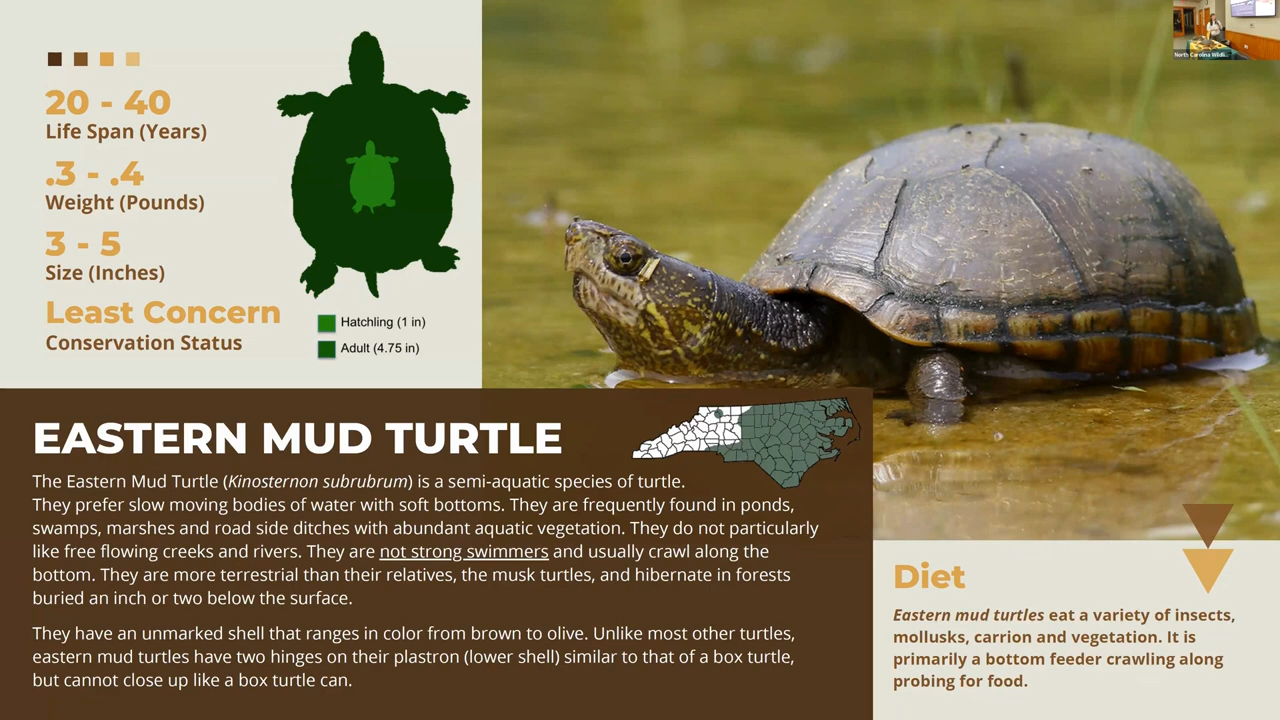 20 - 40
Life Span (Years)
.3 - .4
Weight (Pounds)
3 - 5
Size (Inches)
Least Concern
Conservation Status
Hatchling (1 in)
Adult (4.75 in)
EASTERN MUD TURTLE
The Eastern Mud Turtle (Kinosternon subrubrum) is a semi-aquatic species of turtle.
They prefer slow moving bodies of water with soft bottoms. They are frequently found in ponds,
swamps, marshes and road side ditches with abundant aquatic vegetation. They do not particularly
like free flowing creeks and rivers. They are not strong swimmers and usually crawl along the
bottom. They are more terrestrial than their relatives, the musk turtles, and hibernate in forests
buried an inch or two below the surface.
They have an unmarked shell that ranges in color from brown to olive. Unlike most other turtles,
eastern mud turtles have two hinges on their plastron (lower shell) similar to that of a box turtle,
but cannot close up like a box turtle can.
Diet
Eastern mud turtles eat a variety of insects,
mollusks, carrion and vegetation. It is
primarily a bottom feeder crawling along
probing for food.
North Carolina Wildli...